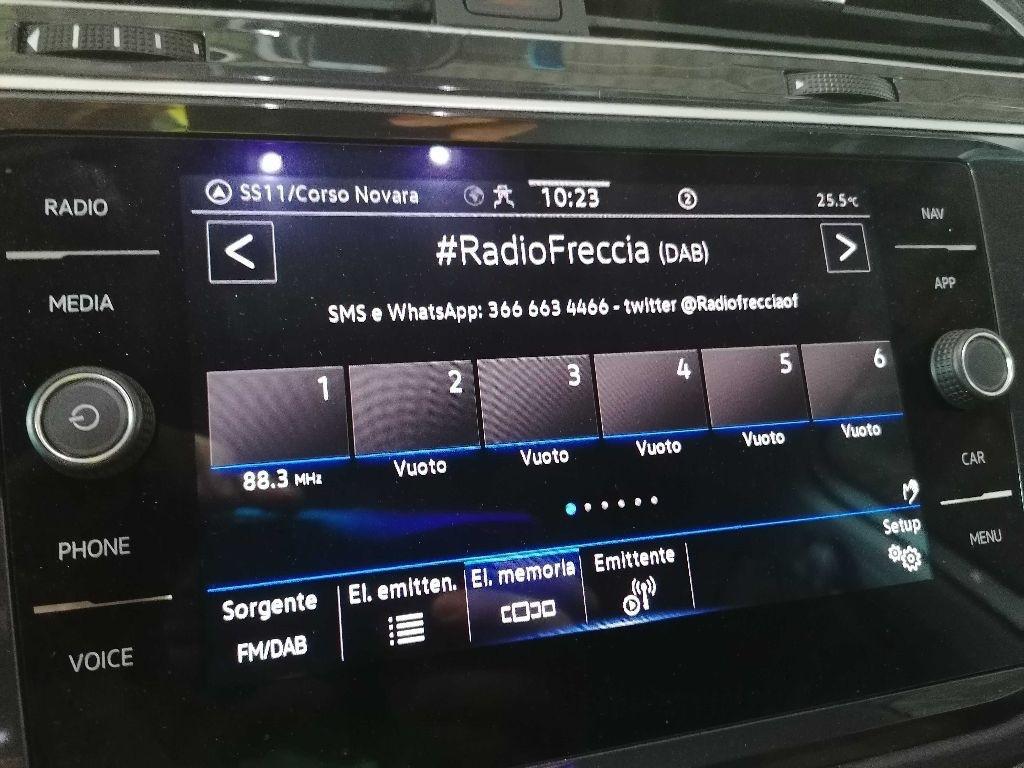 RADIO
MEDIA
PHONE
VOICE
SS11/Corso Novara 10:23 2 25.5°C
#RadioFreccia (DAB)
SMS e WhatsApp: 366 663 4466 - twitter @Radiofrecciaof
1 2 3 4 5 6
88.3 MHz Vuoto Vuoto Vuoto Vuoto Vuoto
Setup
Sorgente El. emitten. El. memoria Emittente
FM/DAB
NAV
APP
CAR
MENU